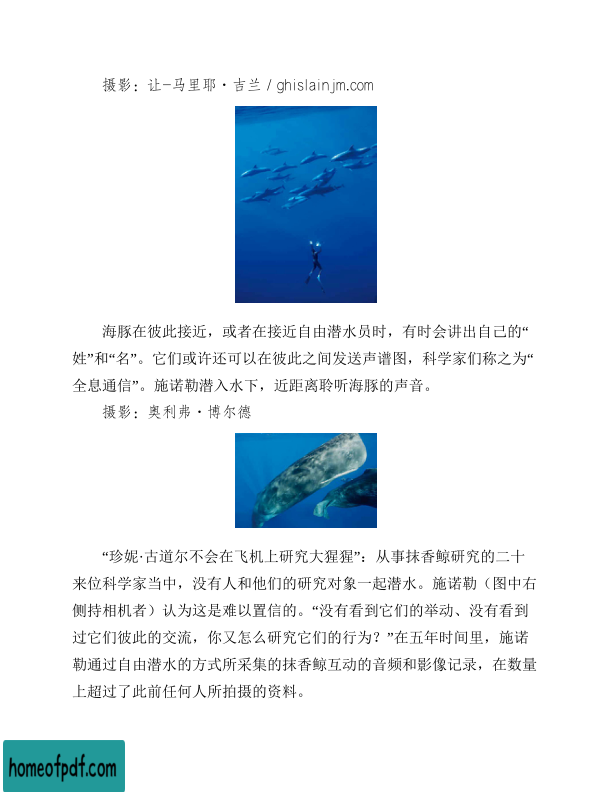 摄影：让-马里耶·吉兰 / ghislainjm.com
海豚在彼此接近，或者在接近自由潜水员时，有时会讲出自己的“
姓”和“名”。它们或许还可以在彼此之间发送声谱图，科学家们称之为“
全息通信”。施诺勒潜入水下，近距离聆听海豚的声音。
摄影：奥利弗·博尔德
“珍妮·古道尔不会在飞机上研究大猩猩”：从事抹香鲸研究的二十
来位科学家当中，没有人和他们的研究对象一起潜水。施诺勒（图中右
侧持相机者）认为这是难以置信的。“没有看到它们的举动、没有看到
过它们彼此的交流，你又怎么研究它们的行为？”在五年时间里，施诺
勒通过自由潜水的方式所采集的抹香鲸互动的音频和影像记录，在数量
上超过了此前任何人所拍摄的资料。
homeofpdf.com